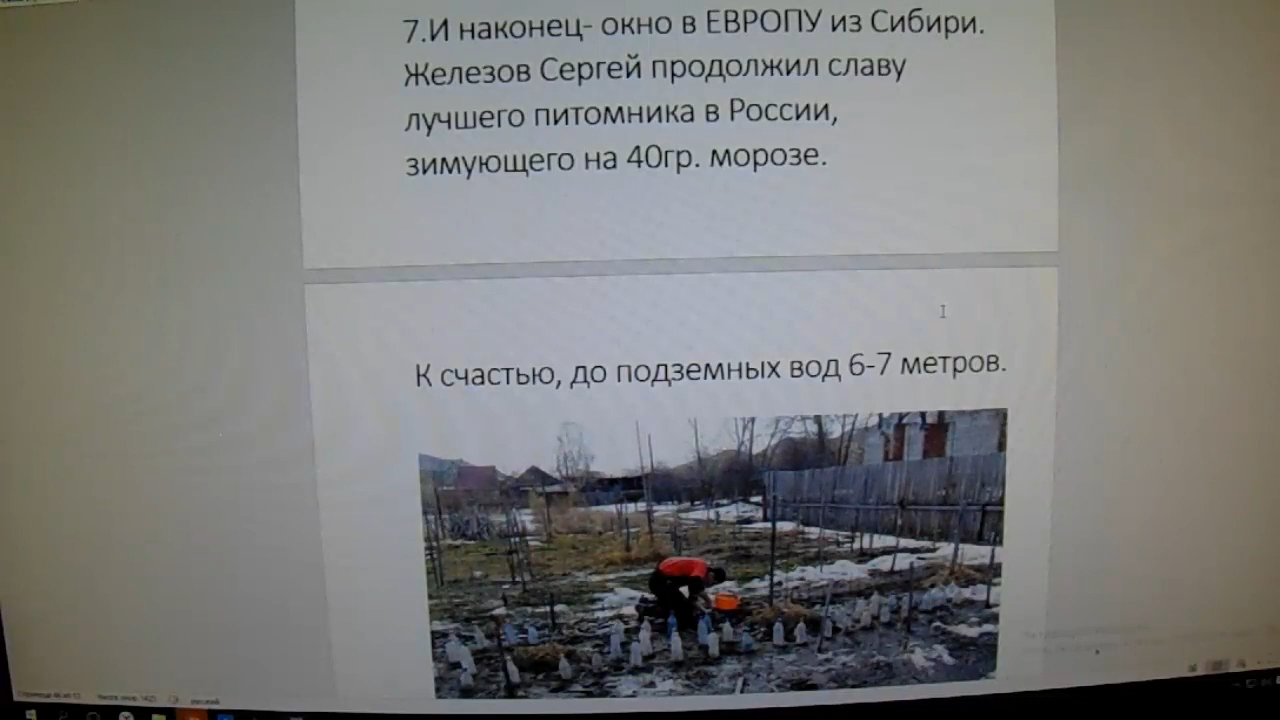 7.И наконец- окно в ЕВРОПУ из Сибири.
Железов Сергей продолжил славу
лучшего питомника в России,
зимующего на 40гр. морозе.
К счастью, до подземных вод 6-7 метров.